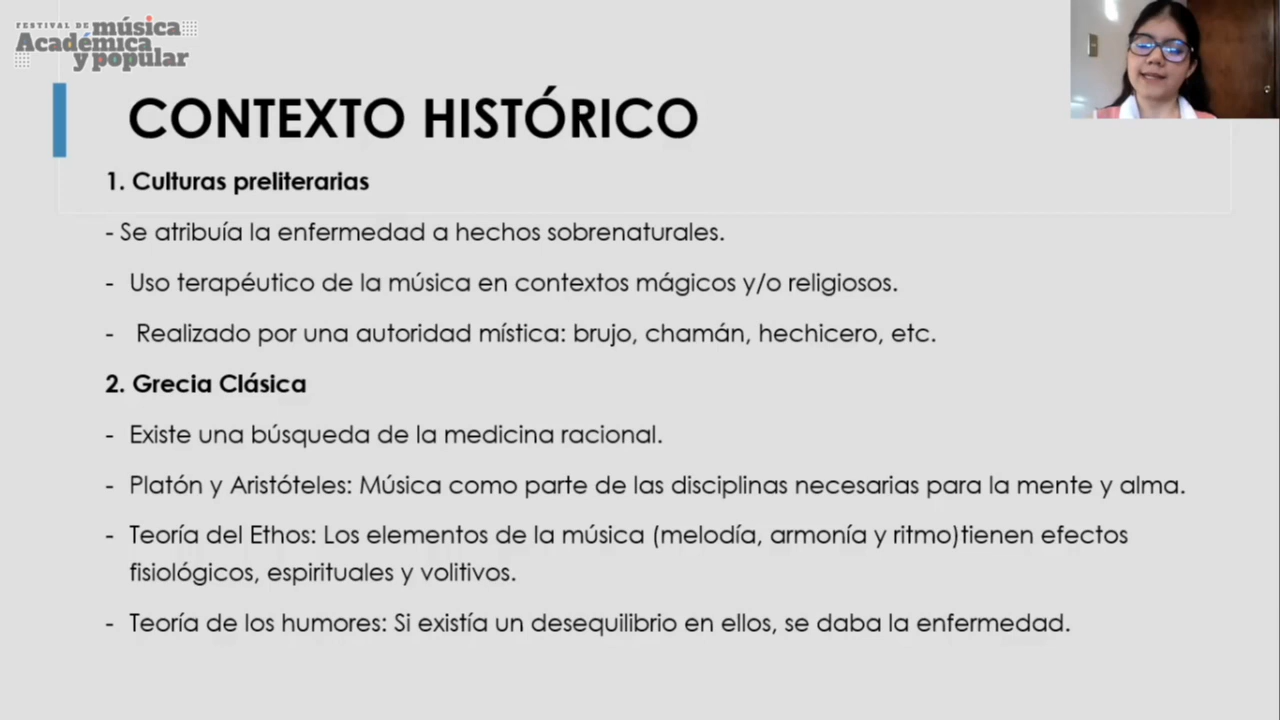 FESTIVAL DE música
Académica
y popular
CONTEXTO HISTÓRICO
1. Culturas preliterarias
- Se atribuía la enfermedad a hechos sobrenaturales.
- Uso terapéutico de la música en contextos mágicos y/o religiosos.
- Realizado por una autoridad mística: brujo, chamán, hechicero, etc.
2. Grecia Clásica
- Existe una búsqueda de la medicina racional.
- Platón y Aristóteles: Música como parte de las disciplinas necesarias para la mente y alma.
- Teoría del Ethos: Los elementos de la música (melodía, armonía y ritmo)tienen efectos
fisiológicos, espirituales y volitivos.
- Teoría de los humores: Si existía un desequilibrio en ellos, se daba la enfermedad.